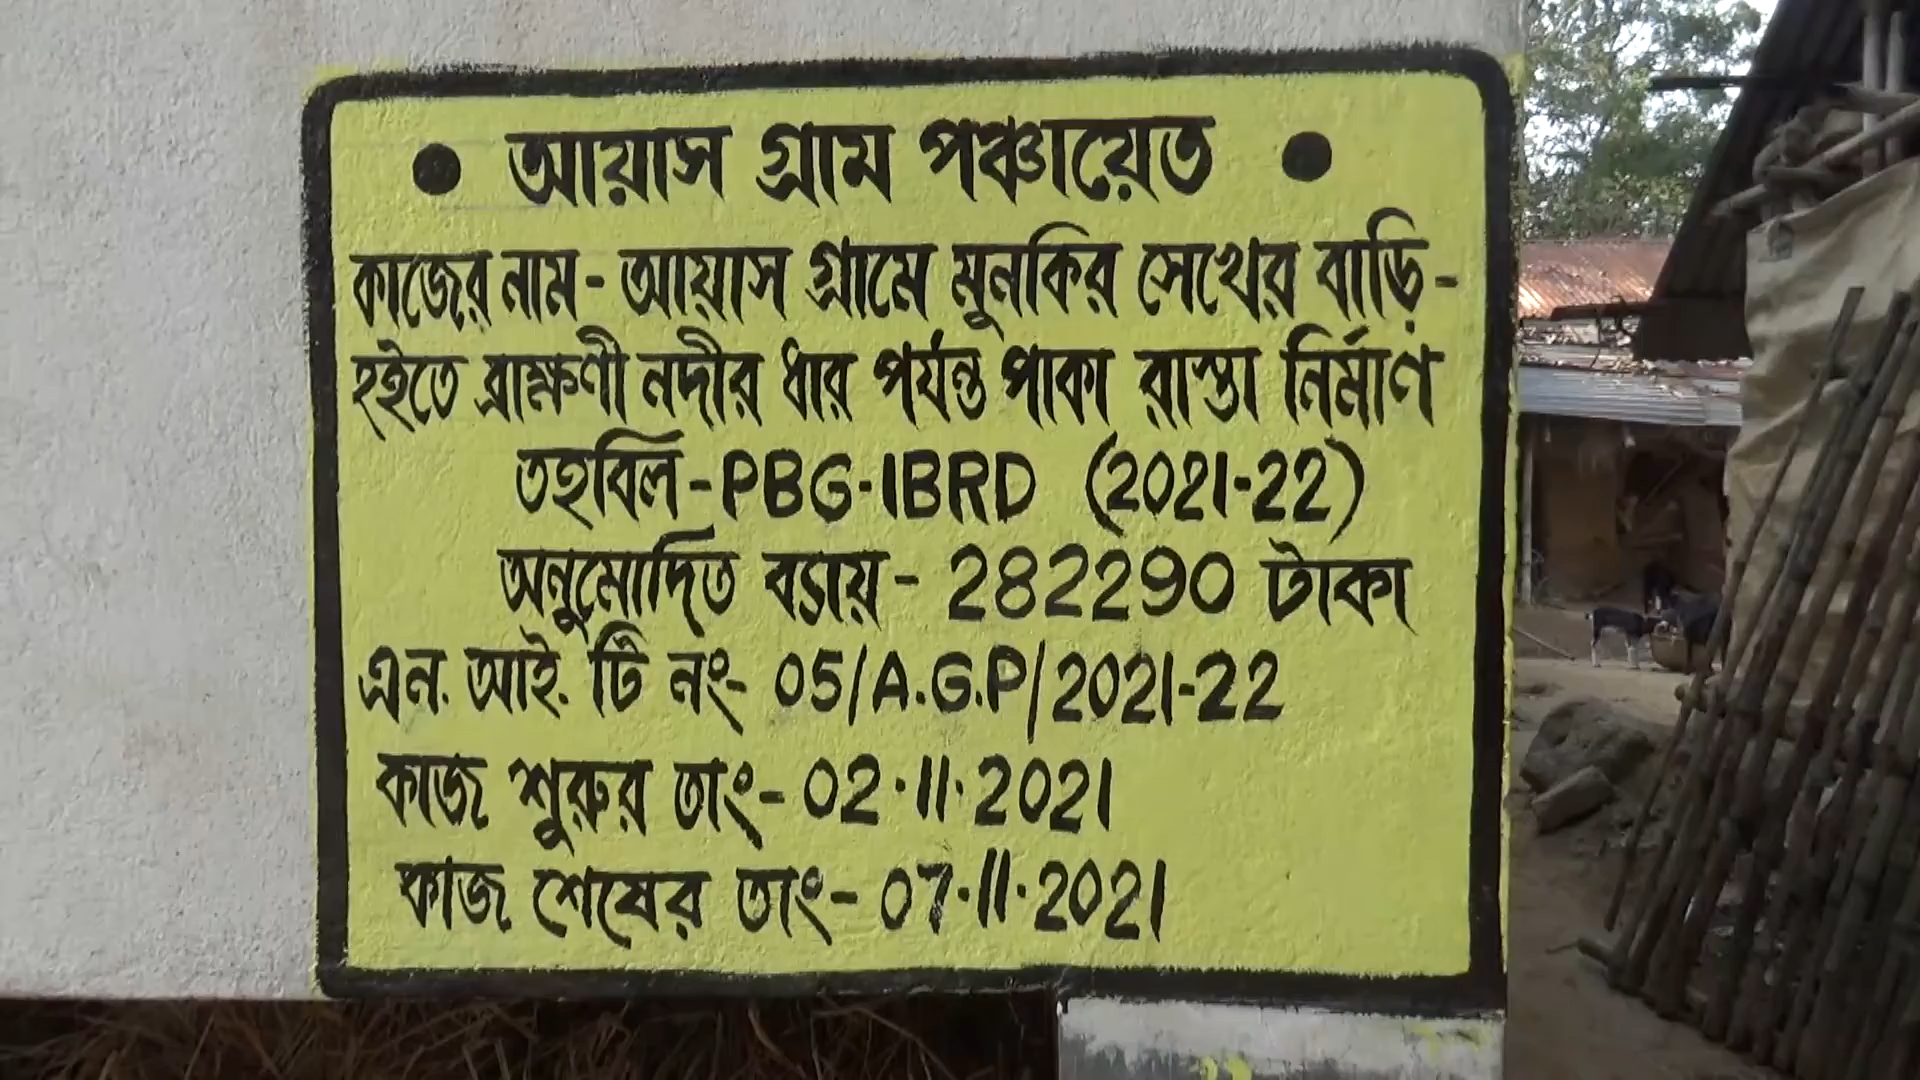 • আয়াস গ্রাম পঞ্চায়েত •
কাজের নাম - আয়াস গ্রামে মুনকির সেখের বাড়ি -
হইতে ব্রাহ্মণী নদীর ধার পর্যন্ত পাকা রাস্তা নির্মাণ
তহবিল - PBG-IBRD (2021-22)
অনুমোদিত ব্যয় - 282290 টাকা
এন. আই. টি নং- 05/A.G.P/2021-22
কাজ শুরুর তাং- 02.11.2021
কাজ শেষের তাং- 07.11.2021